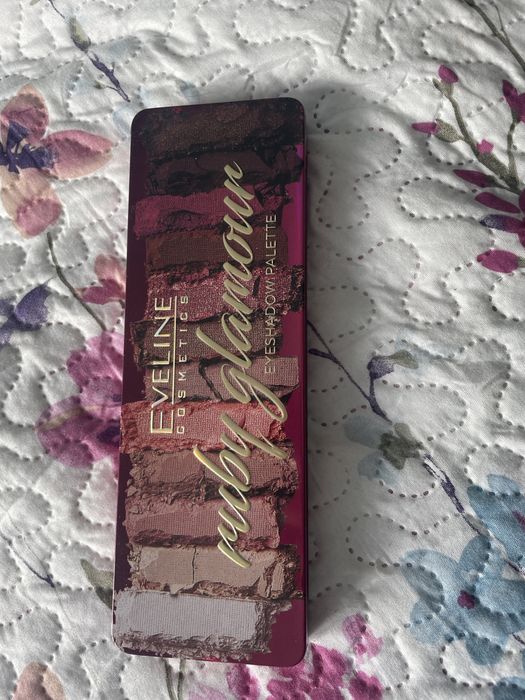 EVELINE
COSMETICS
ruby glamour
EYESHADOW PALETTE